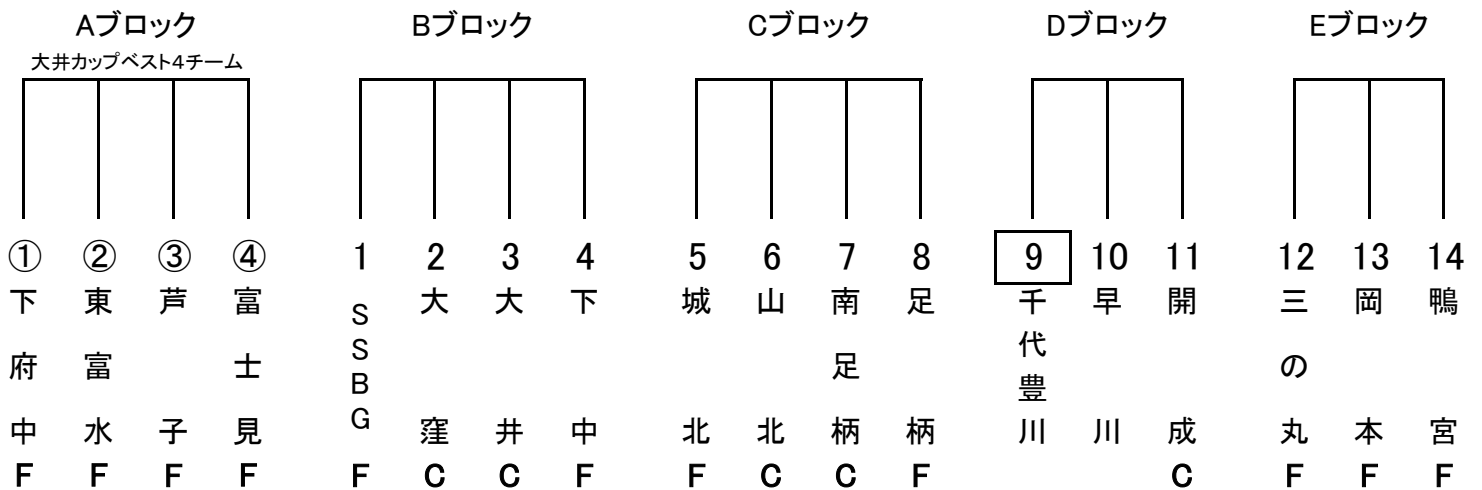 Aブロック
Bブロック
Cブロック
Dブロック
Eブロック
大井カップベスト4チーム
① ② ③ ④ 1 2 3 4 5 6 7 8 9 10 11 12 13 14
下府中
東富水
芦子
富士見
SSBG
大窪
大井
下中
城北
山北
南足柄
足柄
千代豊川
早川
開成
三の丸
岡本
鴨宮
F F F F F C C F F C C F C F F F